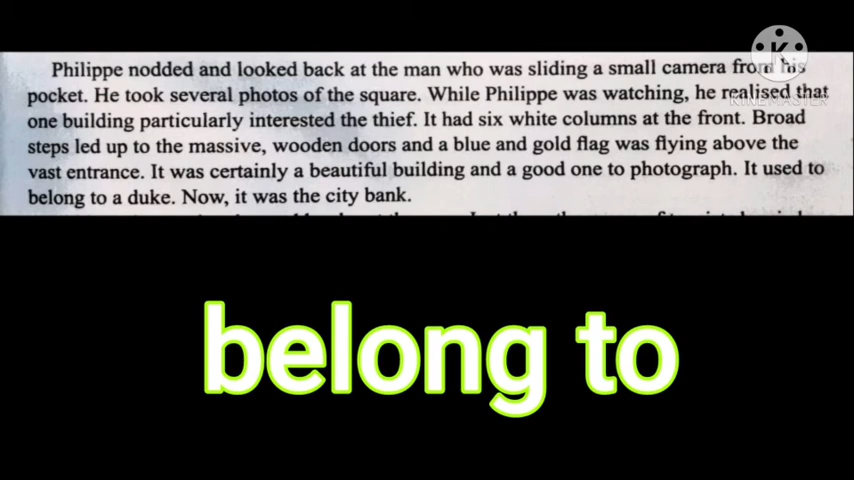 Philippe nodded and looked back at the man who was sliding a small camera from his
pocket. He took several photos of the square. While Philippe was watching, he realised that
one building particularly interested the thief. It had six white columns at the front. Broad
steps led up to the massive, wooden doors and a blue and gold flag was flying above the
vast entrance. It was certainly a beautiful building and a good one to photograph. It used to
belong to a duke. Now, it was the city bank.
belong to
K
KINEMASTER